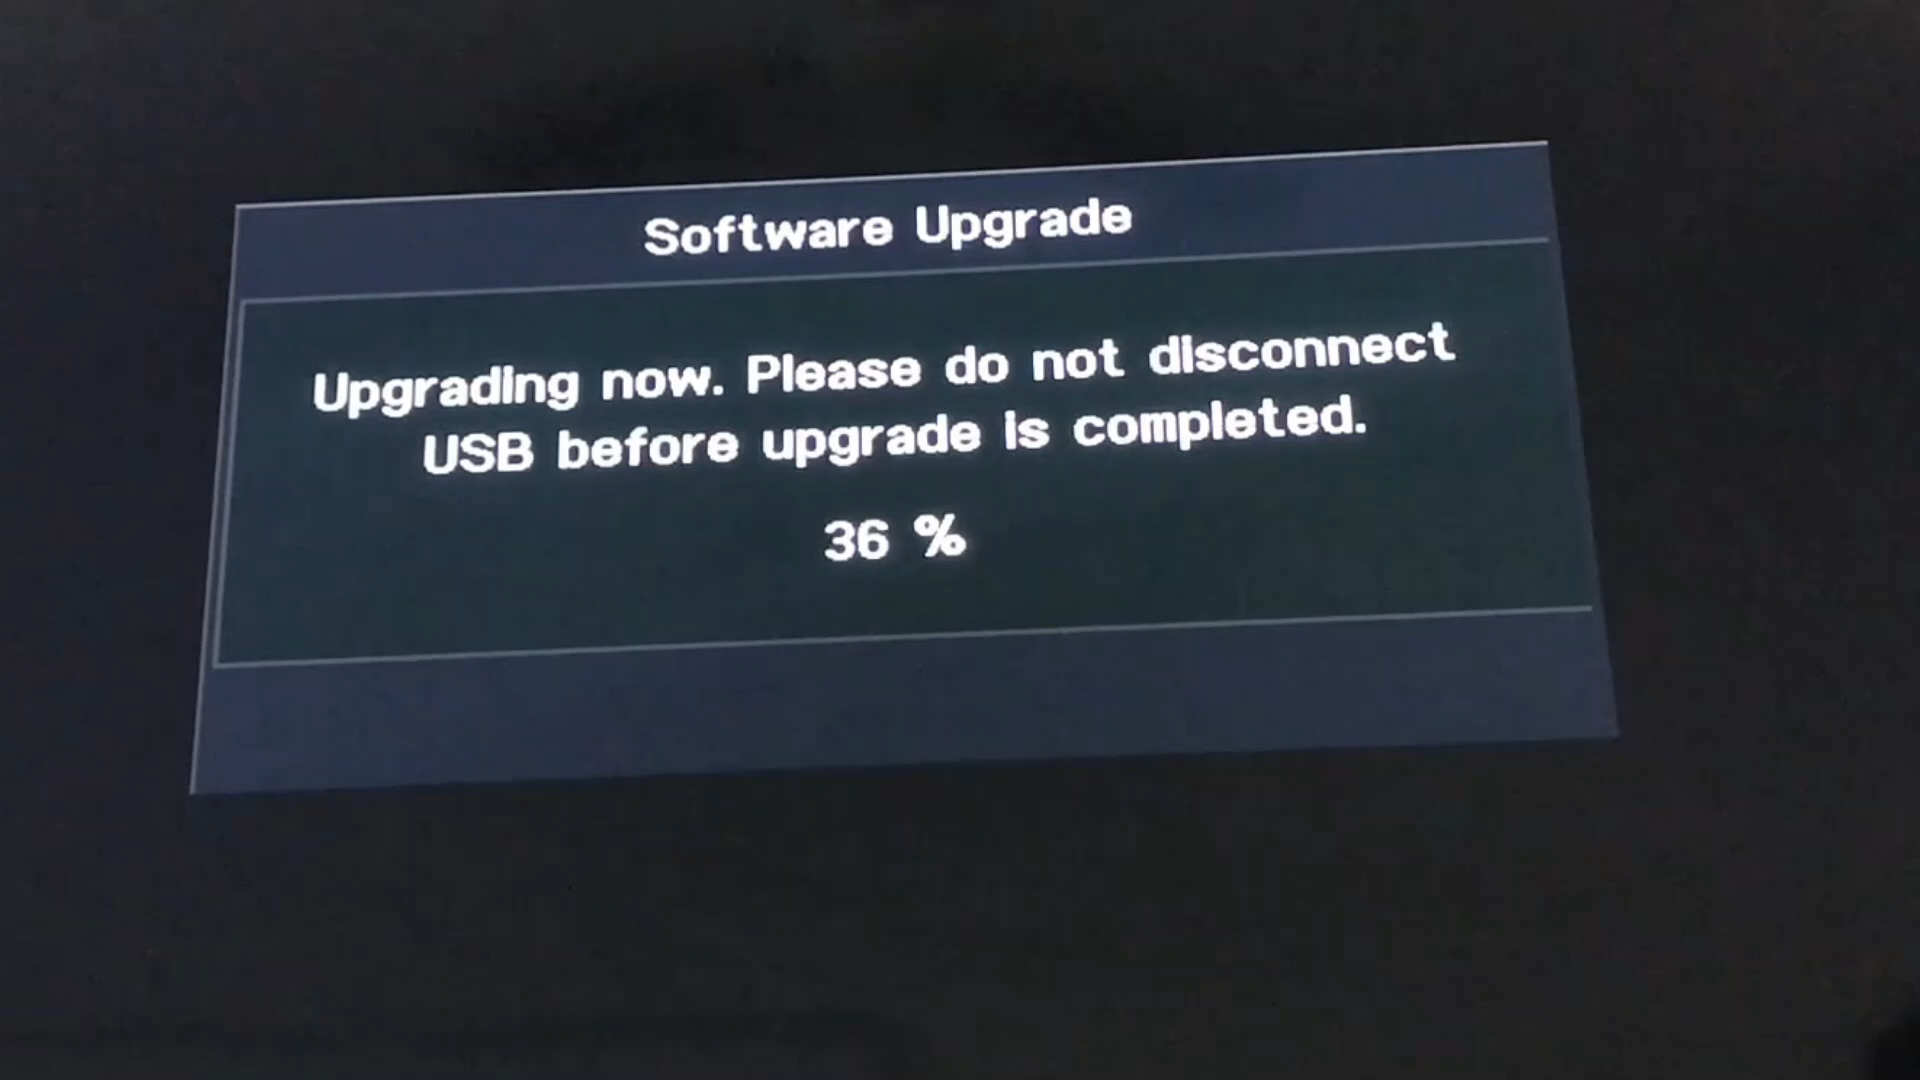 Software Upgrade
Upgrading now. Please do not disconnect
USB before upgrade is completed.
36 %